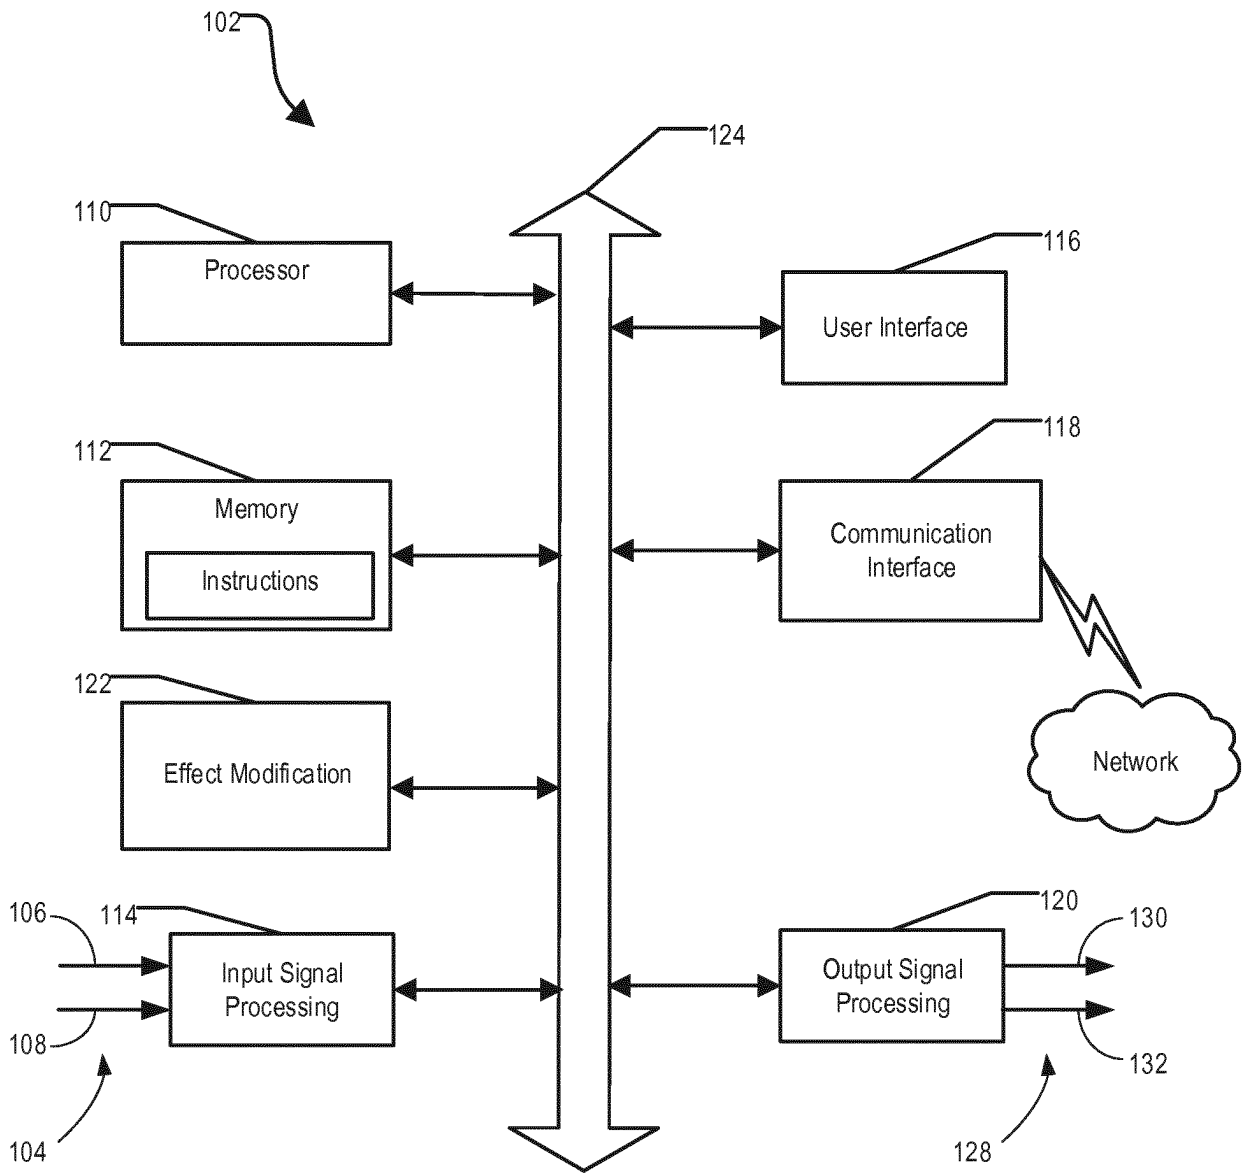 102
124
110
Processor
116
User Interface
112
Memory
Instructions
118
Communication
Interface
122
Effect Modification
Network
106
114
Input Signal
Processing
108
104
120
Output Signal
Processing
130
132
128